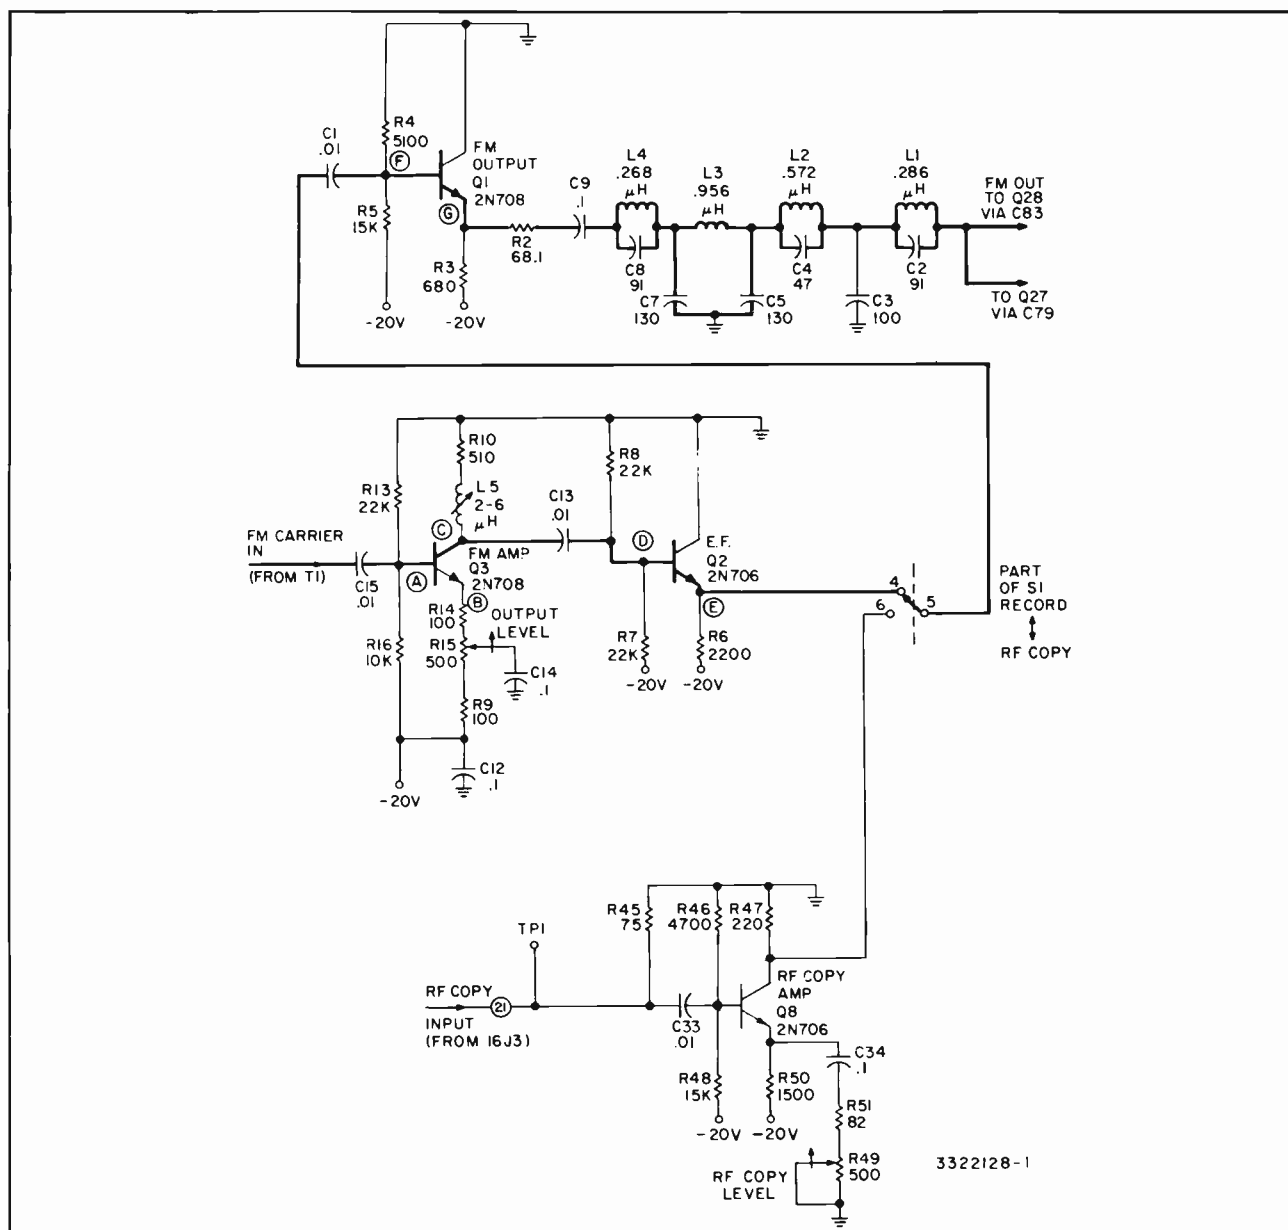 R4
5100
C1
.01
F
FM
OUTPUT
Q1
2N708
R5
15K
G
R3
680
-20V
-20V
R2
68.1
C9
.1
L4
.268
μH
C8
91
L3
.956
μH
L2
.572
μH
C4
47
L1
.286
μH
C2
91
C7
130
C5
130
C3
100
FM OUT
TO Q28
VIA C83
TO Q27
VIA C79
R10
510
R13
22K
L5
2-6
μH
C
C13
.01
R8
22K
D
FM CARRIER
IN
(FROM T1)
C15
.01
A
FM AMP
Q3
2N708
B
R14
100
OUTPUT
LEVEL
R15
500
R16
10K
C14
.1
R9
100
C12
.1
-20V
E.F.
Q2
2N706
E
R7
22K
R6
2200
-20V
-20V
4
6
5
PART
OF S1
RECORD
RF COPY
R45
75
R46
4700
R47
220
TP1
RF COPY
21
INPUT
(FROM 16J3)
C33
.01
RF COPY
AMP
Q8
2N706
R48
15K
R50
1500
C34
.1
R51
82
-20V
-20V
RF COPY
LEVEL
R49
500
3322128-1